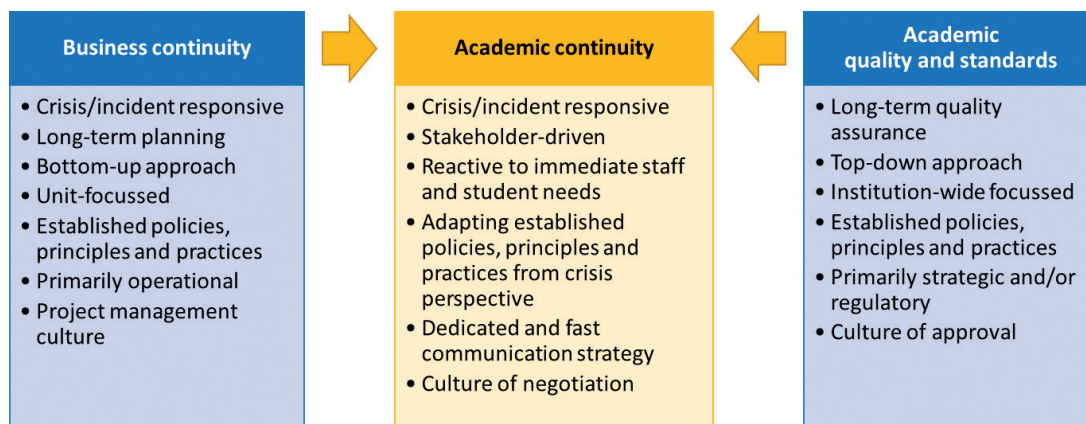 Business continuity
• Crisis/incident responsive
• Long-term planning
• Bottom-up approach
• Unit-focussed
• Established policies,
principles and practices
• Primarily operational
• Project management
culture
Academic continuity
• Crisis/incident responsive
• Stakeholder-driven
• Reactive to immediate staff
and student needs
• Adapting established
policies, principles and
practices from crisis
perspective
• Dedicated and fast
communication strategy
• Culture of negotiation
Academic
quality and standards
• Long-term quality
assurance
• Top-down approach
• Institution-wide focussed
• Established policies,
principles and practices
• Primarily strategic and/or
regulatory
• Culture of approval